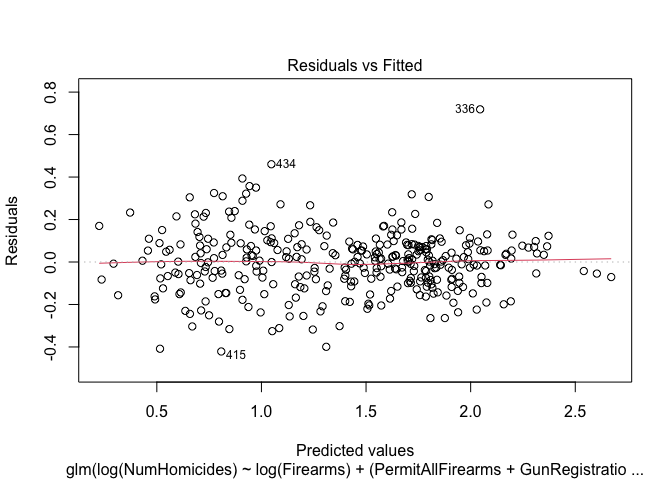 Residuals vs Fitted
0.8
0.6
0.4
0.2
0.0
-0.2
-0.4
Residuals
336
434
415
0.5 1.0 1.5 2.0 2.5
Predicted values
glm(log(NumHomicides) ~ log(Firearms) + (PermitAllFirearms + GunRegistratio ...